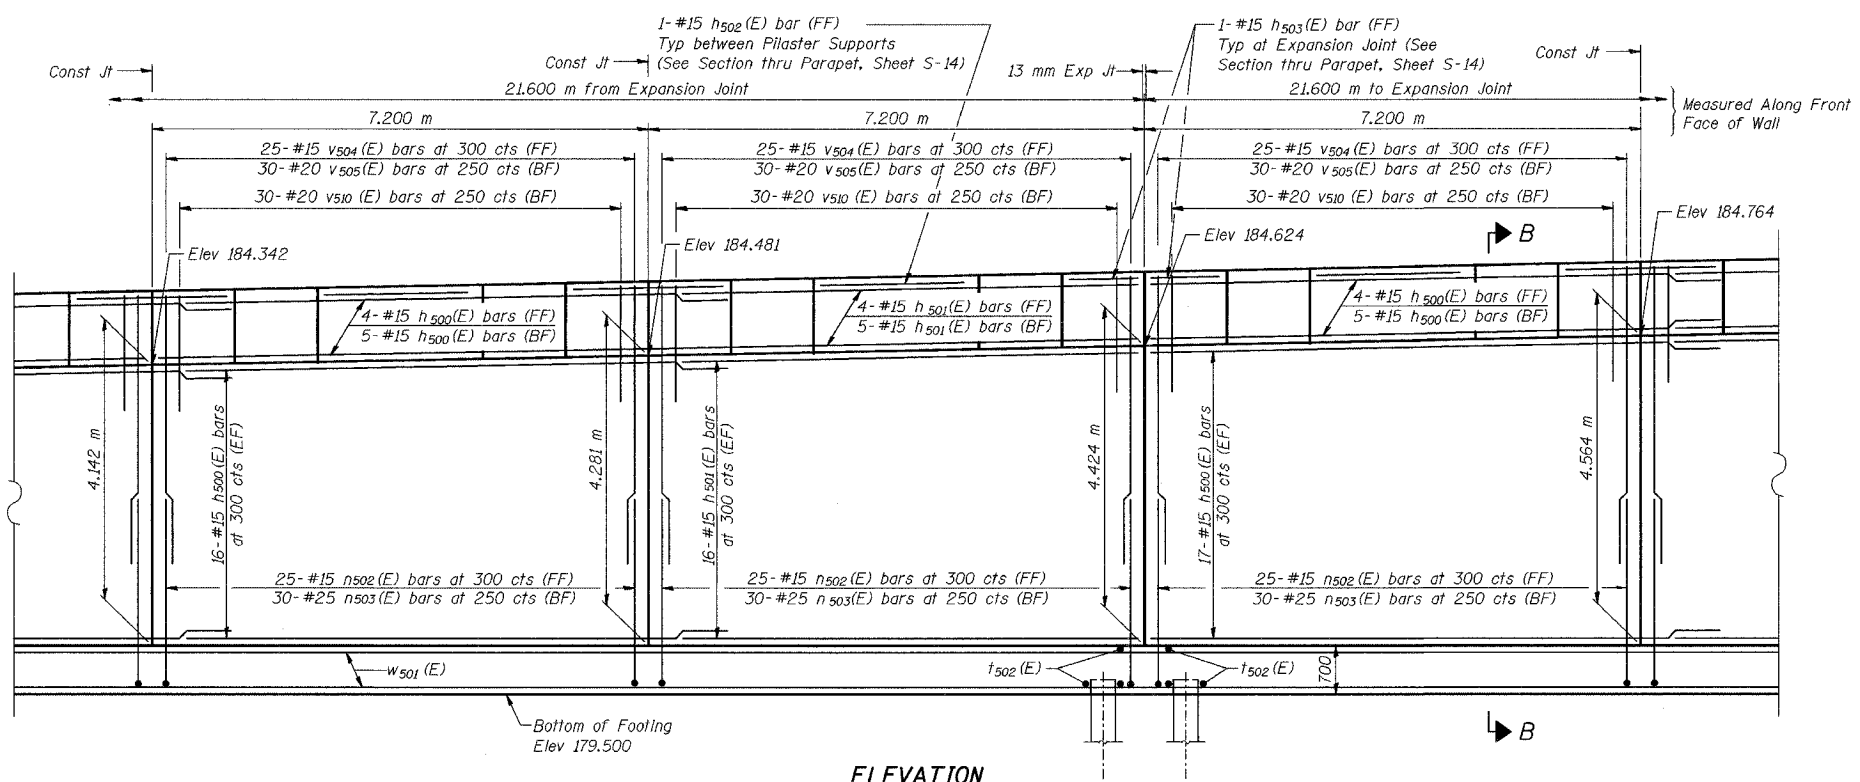 1-#15 h502(E) bar (FF)
Typ between Pilaster Supports
(See Section thru Parapet, Sheet S-14)
1-#15 h503(E) bar (FF)
Typ at Expansion Joint (See
Section thru Parapet, Sheet S-14)
Const Jt
Const Jt
13 mm Exp Jt
Const Jt
21.600 m from Expansion Joint
21.600 m to Expansion Joint
Measured Along Front
Face of Wall
7.200 m
7.200 m
7.200 m
25-#15 v504(E) bars at 300 cts (FF)
30-#20 v505(E) bars at 250 cts (BF)
25-#15 v504(E) bars at 300 cts (FF)
30-#20 v505(E) bars at 250 cts (BF)
25-#15 v504(E) bars at 300 cts (FF)
30-#20 v505(E) bars at 250 cts (BF)
30-#20 v510 (E) bars at 250 cts (BF)
30-#20 v510 (E) bars at 250 cts (BF)
30-#20 v510 (E) bars at 250 cts (BF)
Elev 184.342
Elev 184.481
Elev 184.624
B
Elev 184.764
4-#15 h500(E) bars (FF)
5-#15 h500(E) bars (BF)
4-#15 h501(E) bars (FF)
5-#15 h501(E) bars (BF)
4-#15 h500(E) bars (FF)
5-#15 h500(E) bars (BF)
4.142 m
16-#15 h500(E) bars
at 300 cts (EF)
4.281 m
16-#15 h501(E) bars
at 300 cts (EF)
4.424 m
17-#15 h500(E) bars
at 300 cts (EF)
4.564 m
25-#15 n502(E) bars at 300 cts (FF)
30-#25 n503(E) bars at 250 cts (BF)
25-#15 n502(E) bars at 300 cts (FF)
30-#25 n503(E) bars at 250 cts (BF)
25-#15 n502(E) bars at 300 cts (FF)
30-#25 n503(E) bars at 250 cts (BF)
w501(E)
t502(E)
t502(E)
700
Bottom of Footing
Elev 179.500
B
ELEVATION